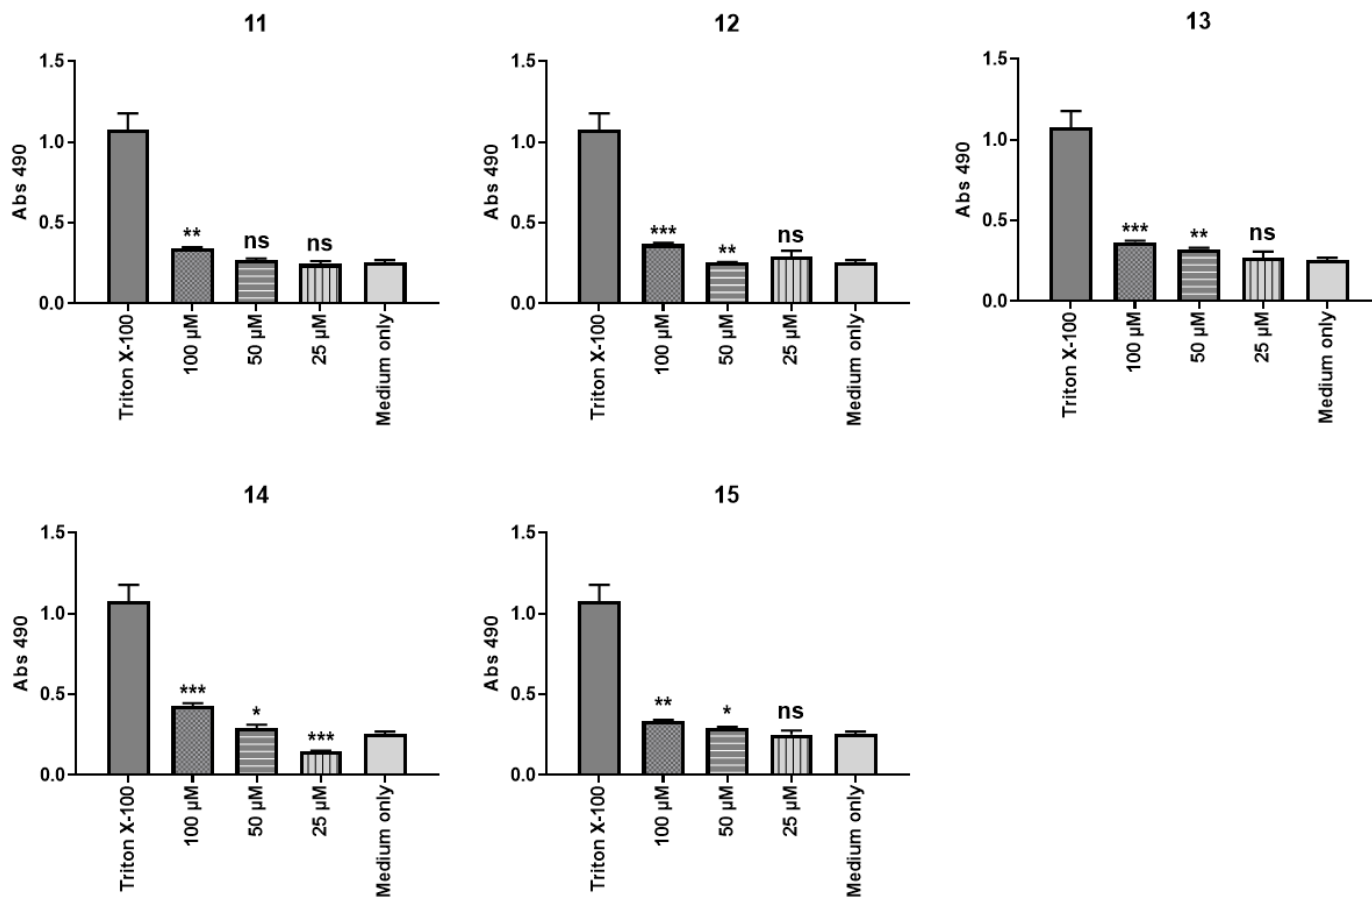 11
1.5
1.0
0.5
0.0
Abs 490
**
ns
ns
Triton X-100
100 µM
50 µM
25 µM
Medium only
12
1.5
1.0
0.5
0.0
Abs 490
***
**
ns
Triton X-100
100 µM
50 µM
25 µM
Medium only
13
1.5
1.0
0.5
0.0
Abs 490
***
**
ns
Triton X-100
100 µM
50 µM
25 µM
Medium only
14
1.5
1.0
0.5
0.0
Abs 490
***
*
***
Triton X-100
100 µM
50 µM
25 µM
Medium only
15
1.5
1.0
0.5
0.0
Abs 490
**
*
ns
Triton X-100
100 µM
50 µM
25 µM
Medium only